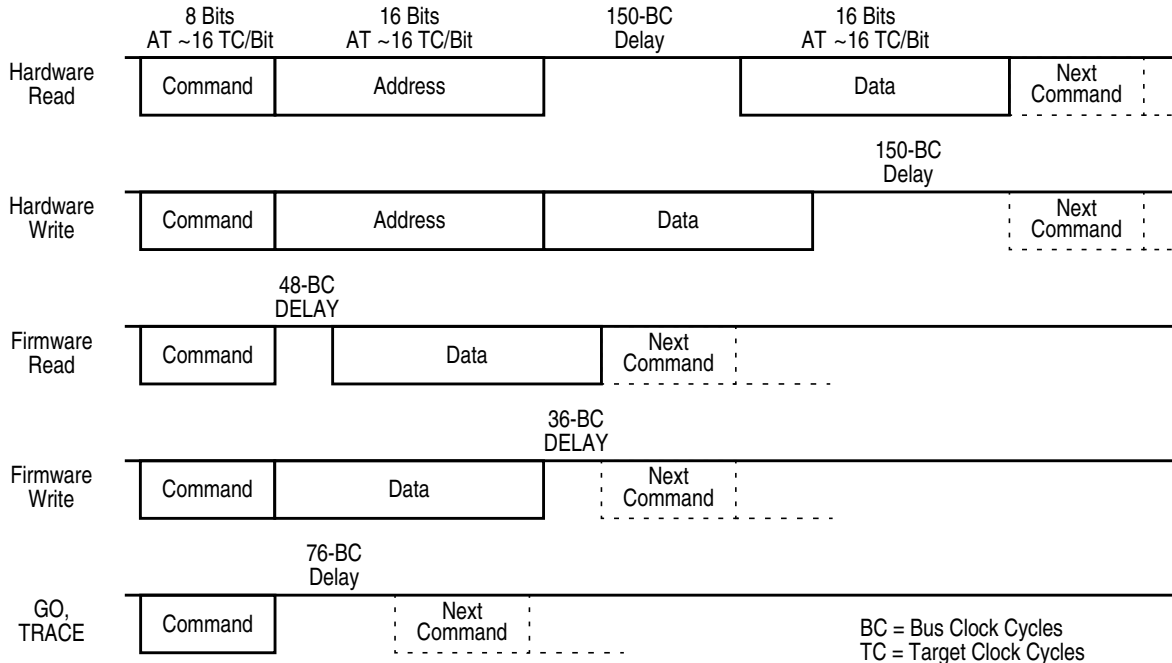 8 Bits
AT ~16 TC/Bit
16 Bits
AT ~16 TC/Bit
150-BC
Delay
16 Bits
AT ~16 TC/Bit
Hardware
Read
Command
Address
Data
Next
Command
150-BC
Delay
Hardware
Write
Command
Address
Data
Next
Command
48-BC
DELAY
Firmware
Read
Command
Data
Next
Command
36-BC
DELAY
Firmware
Write
Command
Data
Next
Command
76-BC
Delay
GO,
TRACE
Command
Next
Command
BC = Bus Clock Cycles
TC = Target Clock Cycles